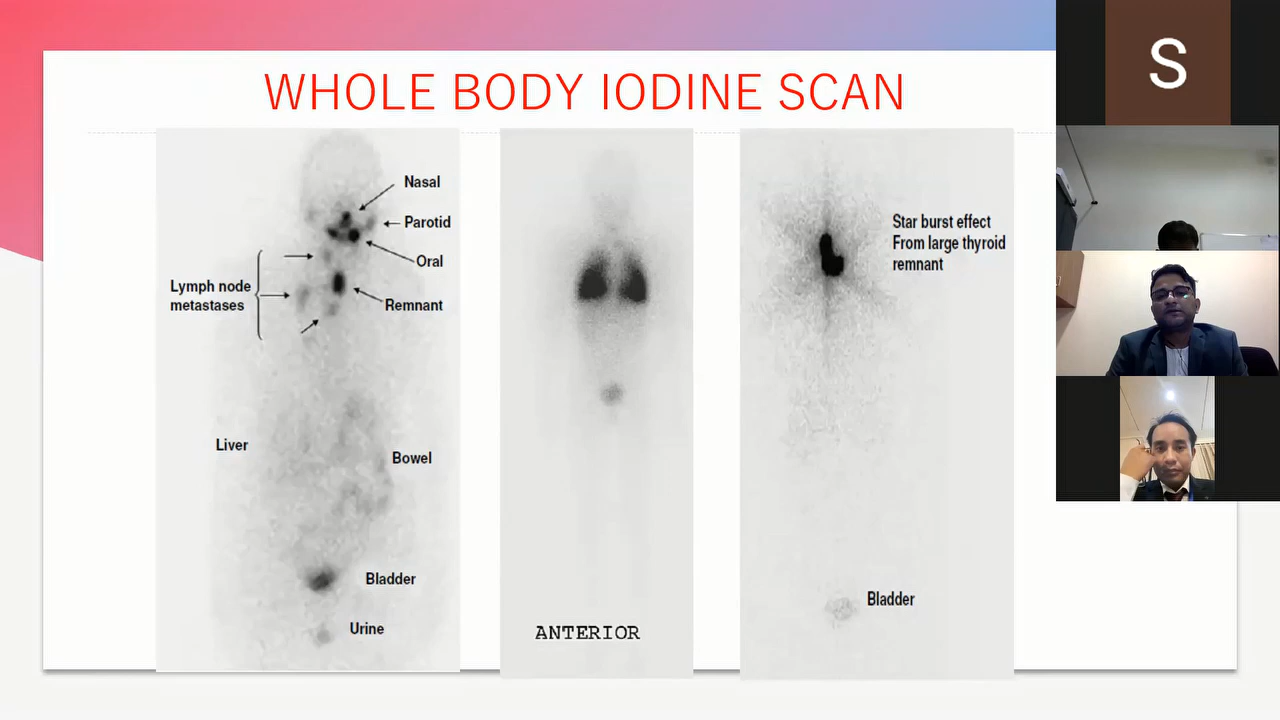 WHOLE BODY IODINE SCAN
Nasal
Parotid
Oral
Lymph node
metastases
Remnant
Liver
Bowel
Bladder
Urine
ANTERIOR
Star burst effect
From large thyroid
remnant
Bladder
S